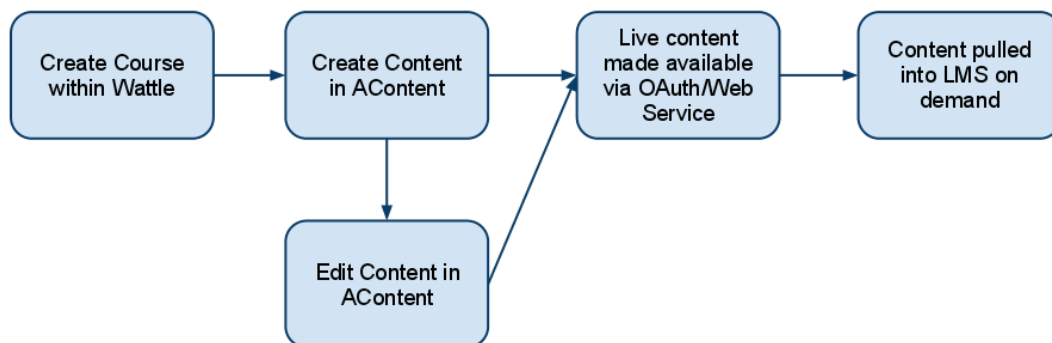 Create Course
within Wattle
Create Content
in AContent
Live content
made available
via OAuth/Web
Service
Content pulled
into LMS on
demand
Edit Content in
AContent